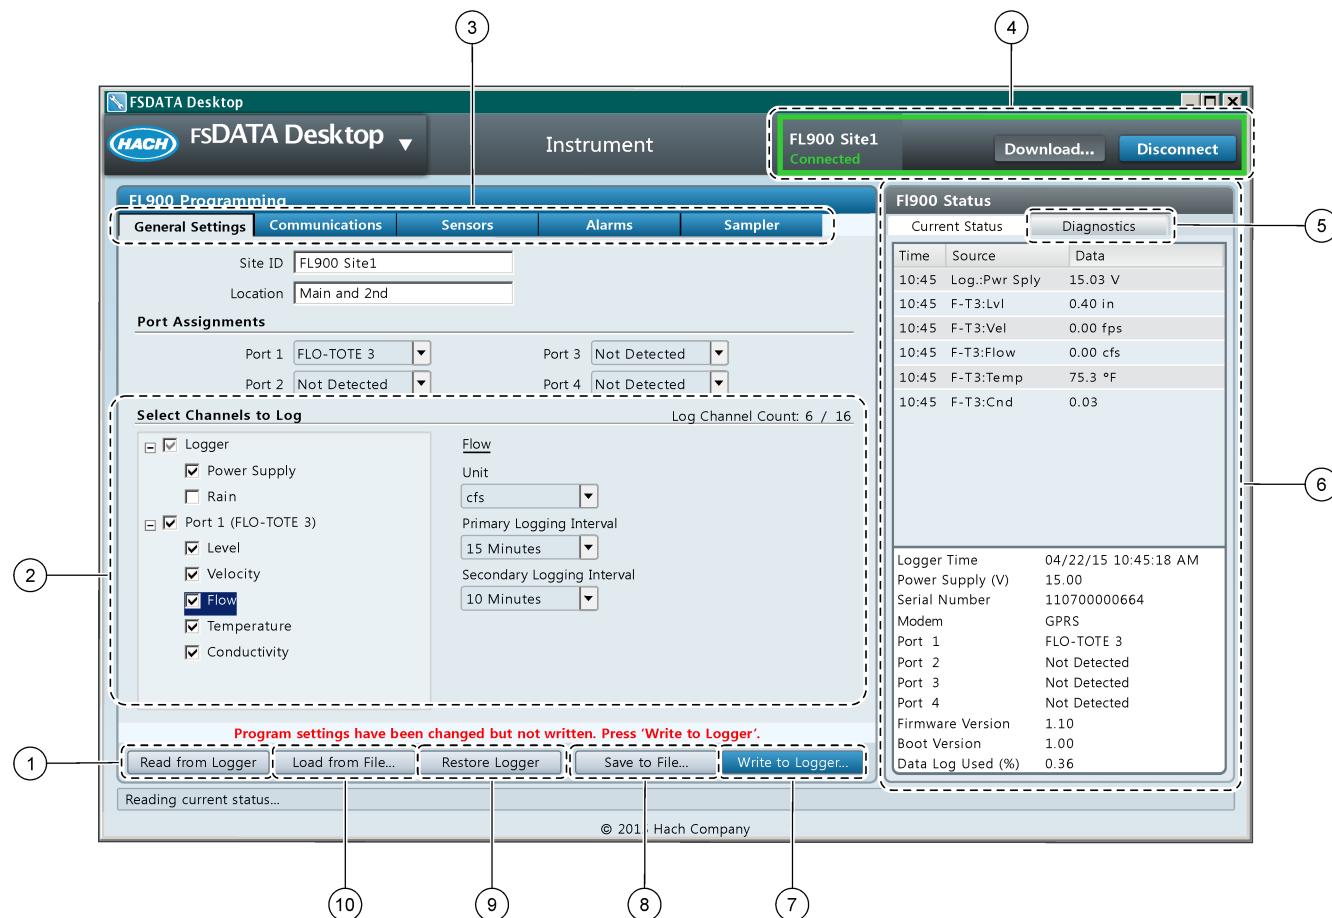 3
4
FSDATA Desktop
HACH
FSDATA Desktop
Instrument
FL900 Site1
Connected
Download...
Disconnect
FL900 Programming
General Settings
Communications
Sensors
Alarms
Sampler
Site ID
FL900 Site1
Location
Main and 2nd
Port Assignments
Port 1
FLO-TOTE 3
Port 3
Not Detected
Port 2
Not Detected
Port 4
Not Detected
Select Channels to Log
Log Channel Count: 6 / 16
Logger
Power Supply
Rain
Port 1 (FLO-TOTE 3)
Level
Velocity
Flow
Temperature
Conductivity
Flow
Unit
cfs
Primary Logging Interval
15 Minutes
Secondary Logging Interval
10 Minutes
2
Program settings have been changed but not written. Press 'Write to Logger'.
1
Read from Logger
Load from File...
Restore Logger
Save to File...
Write to Logger...
Fl900 Status
Current Status
Diagnostics
5
Time Source Data
10:45 Log.:Pwr Sply 15.03 V
10:45 F-T3:Lvl 0.40 in
10:45 F-T3:Vel 0.00 fps
10:45 F-T3:Flow 0.00 cfs
10:45 F-T3:Temp 75.3 °F
10:45 F-T3:Cnd 0.03
6
Logger Time 04/22/15 10:45:18 AM
Power Supply (V) 15.00
Serial Number 110700000664
Modem GPRS
Port 1 FLO-TOTE 3
Port 2 Not Detected
Port 3 Not Detected
Port 4 Not Detected
Firmware Version 1.10
Boot Version 1.00
Data Log Used (%) 0.36
Reading current status...
© Hach Company
10
9
8
7